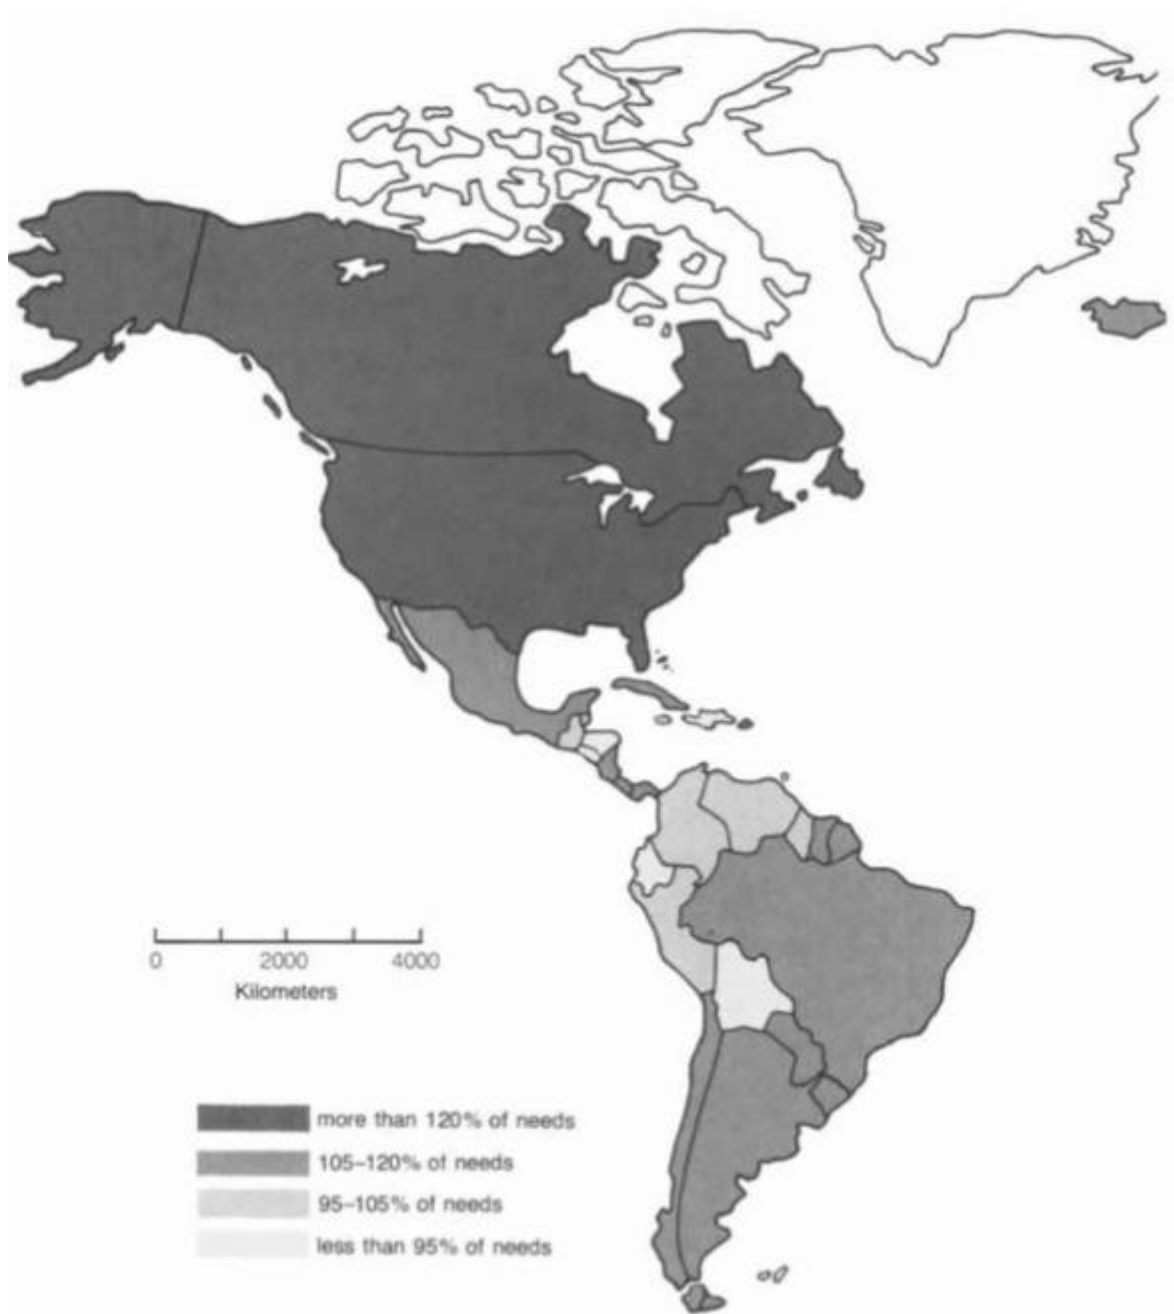 0 2000 4000
Kilometers
more than 120% of needs
105–120% of needs
95–105% of needs
less than 95% of needs